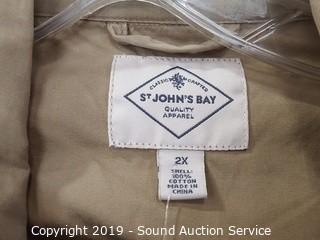 CLASSIC CRAFTED
ST JOHN'S BAY
QUALITY
APPAREL
2X
SHELL:
100%
COTTON
MADE IN
CHINA
Copyright 2019 - Sound Auction Service